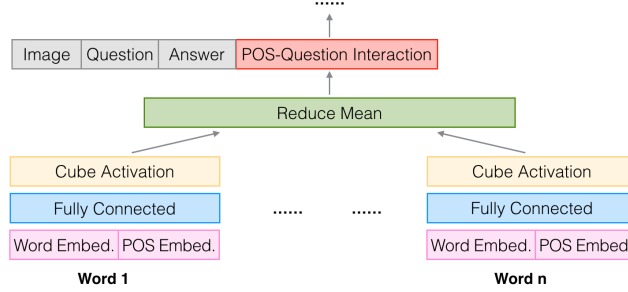 ......
Image Question Answer POS-Question Interaction
Reduce Mean
Cube Activation Cube Activation
Fully Connected ...... ...... Fully Connected
Word Embed. POS Embed. Word Embed. POS Embed
Word 1 Word n